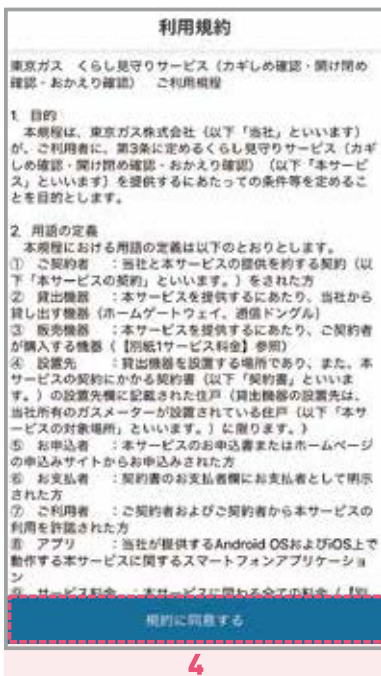 利用規約
東京ガス　くらし見守りサービス（カギしめ確認・開け閉め
確認・おかえり確認）　ご利用規程
1. 目的
本規程は、東京ガス株式会社（以下「当社」といいます）
が、ご利用者に、第3条に定めるくらし見守りサービス（カギ
しめ確認・開け閉め確認・おかえり確認）（以下「本サービ
ス」といいます）を提供するにあたっての条件等を定めるこ
とを目的とします。
2. 用語の定義
本規程における用語の定義は以下のとおりとします。
① ご契約者　：当社と本サービスの提供を約する契約（以
下「本サービスの契約」といいます。）をされた方
② 貸出機器　：本サービスを提供するにあたり、当社から
貸し出す機器（ホームゲートウェイ、通信ドングル）
③ 販売機器　：本サービスを提供するにあたり、ご契約者
が購入する機器（【別紙1サービス料金】参照）
④ 設置先　：貸出機器を設置する場所であり、また、本
サービスの契約にかかる契約書（以下「契約書」といいま
す。）の設置先欄に記載された住戸（貸出機器の設置先は、
当社所有のガスメーターが設置されている住戸（以下「本サ
ービスの対象場所」といいます。）に限ります。）
⑤ お申込者　：本サービスのお申込書またはホームページ
の申込みサイトからお申込みされた方
⑥ お支払者　：契約書のお支払者欄にお支払者として明示
された方
⑦ ご利用者　：ご契約者およびご契約者から本サービスの
利用を許諾された方
⑧ アプリ　：当社が提供するAndroid OSおよびiOS上で
動作する本サービスに関するスマートフォンアプリケーショ
ン
⑨ サービス料金　：本サービスに関わる全ての料金（【別
規約に同意する
4